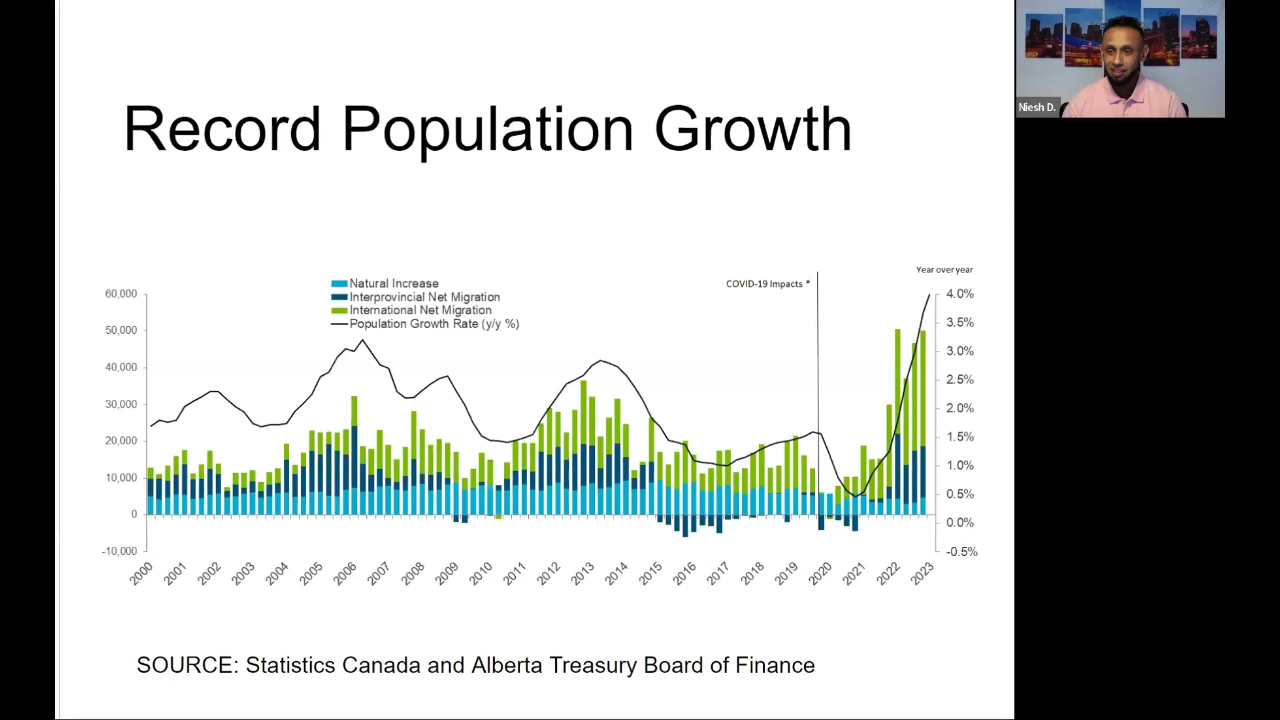 Record Population Growth
Natural Increase
Interprovincial Net Migration
International Net Migration
Population Growth Rate (y/y %)
COVID-19 Impacts *
Year over year
60,000
50,000
40,000
30,000
20,000
10,000
0
-10,000
4.0%
3.5%
3.0%
2.5%
2.0%
1.5%
1.0%
0.5%
0.0%
-0.5%
2000 2001 2002 2003 2004 2005 2006 2007 2008 2009 2010 2011 2012 2013 2014 2015 2016 2017 2018 2019 2020 2021 2022 2023
SOURCE: Statistics Canada and Alberta Treasury Board of Finance
Niesh D.